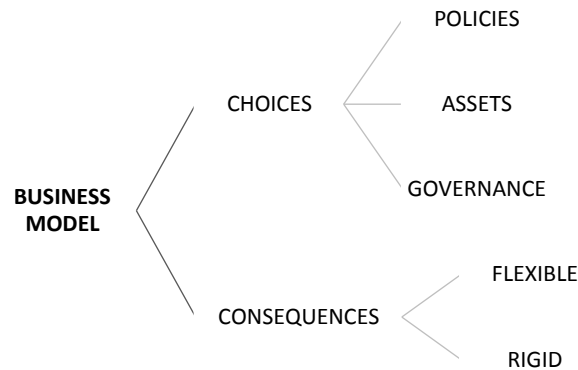 POLICIES
CHOICES
ASSETS
GOVERNANCE
BUSINESS
MODEL
FLEXIBLE
CONSEQUENCES
RIGID